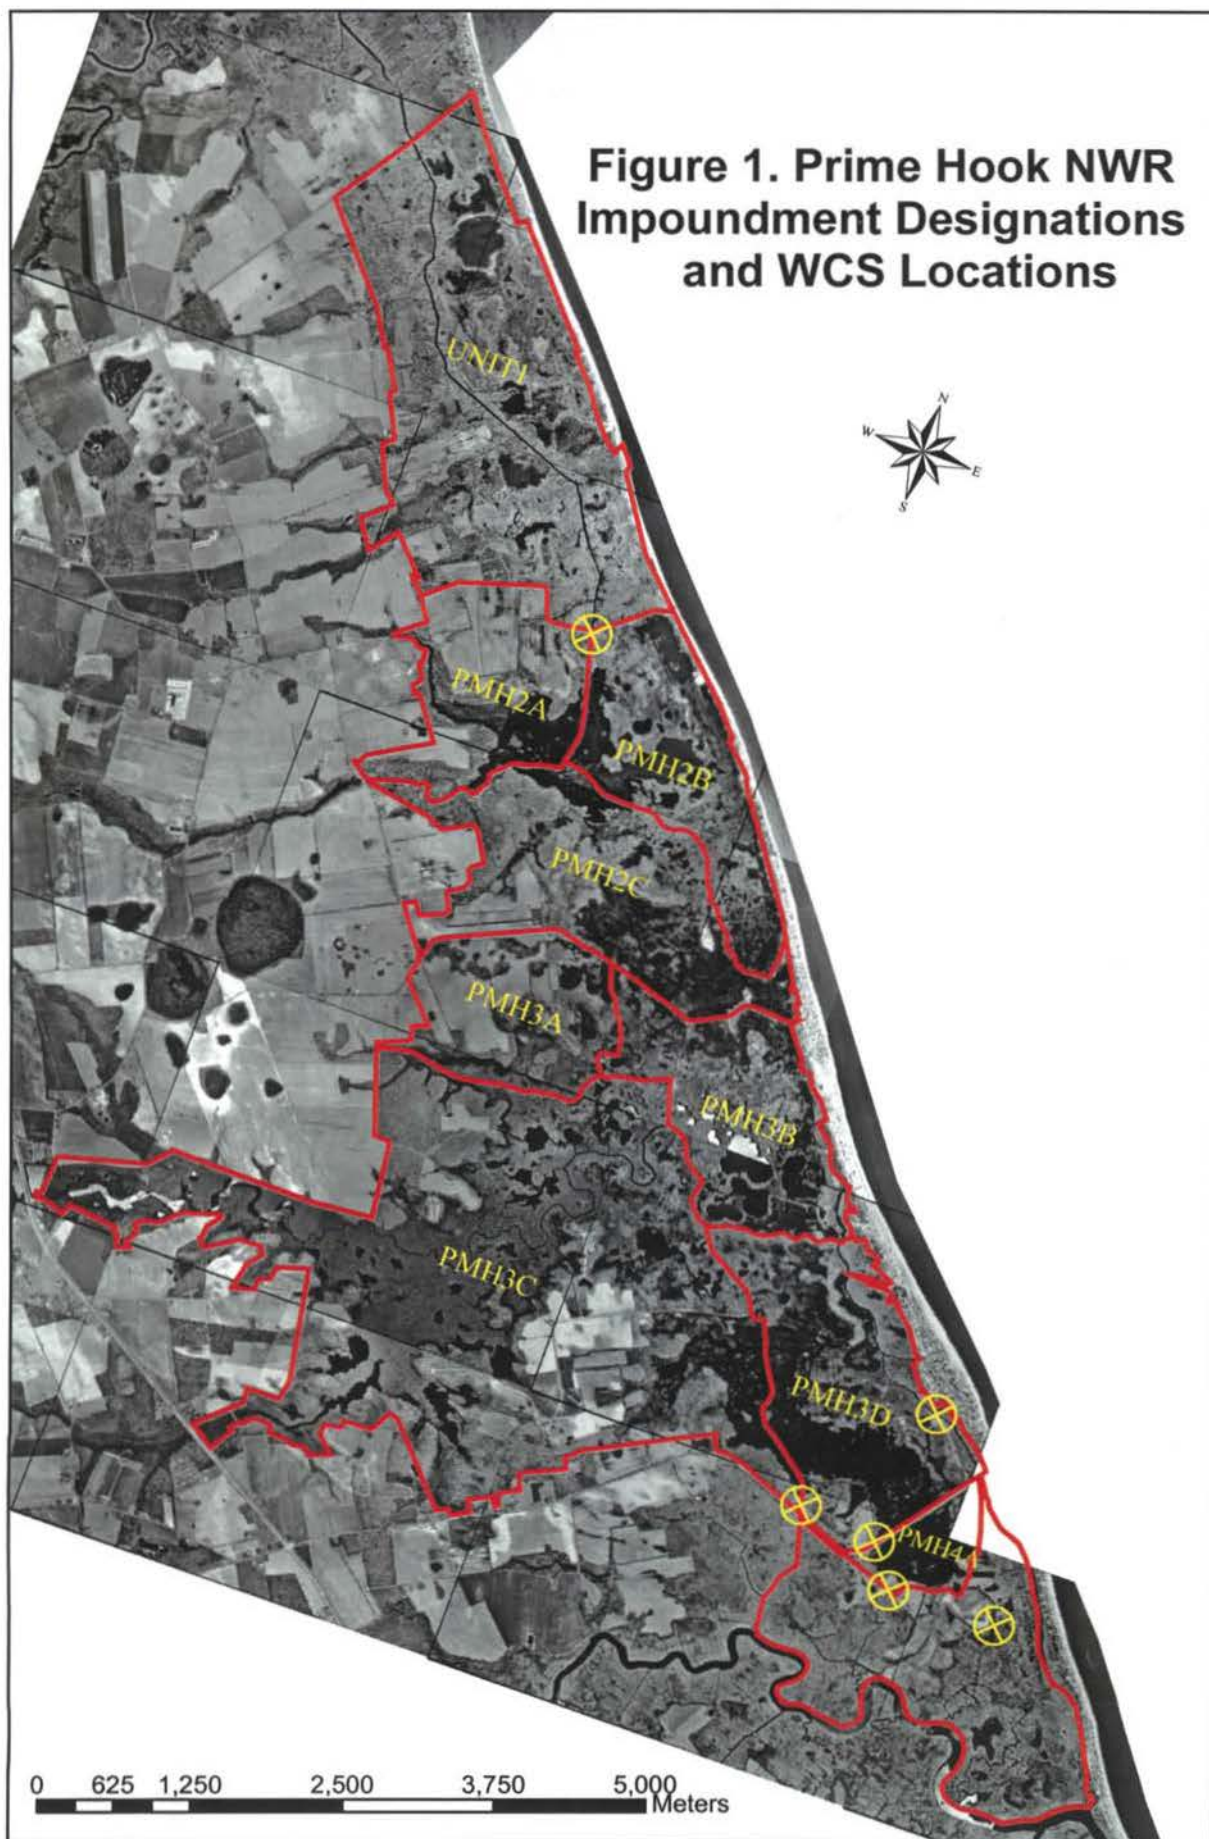 Figure 1. Prime Hook NWR
Impoundment Designations
and WCS Locations
UNIT1
N
W
E
S
PMH2A
PMH2B
PMH2C
PMH3A
PMH3B
PMH3C
PMH3D
PMH4A
0 625 1,250 2,500 3,750 5,000
Meters